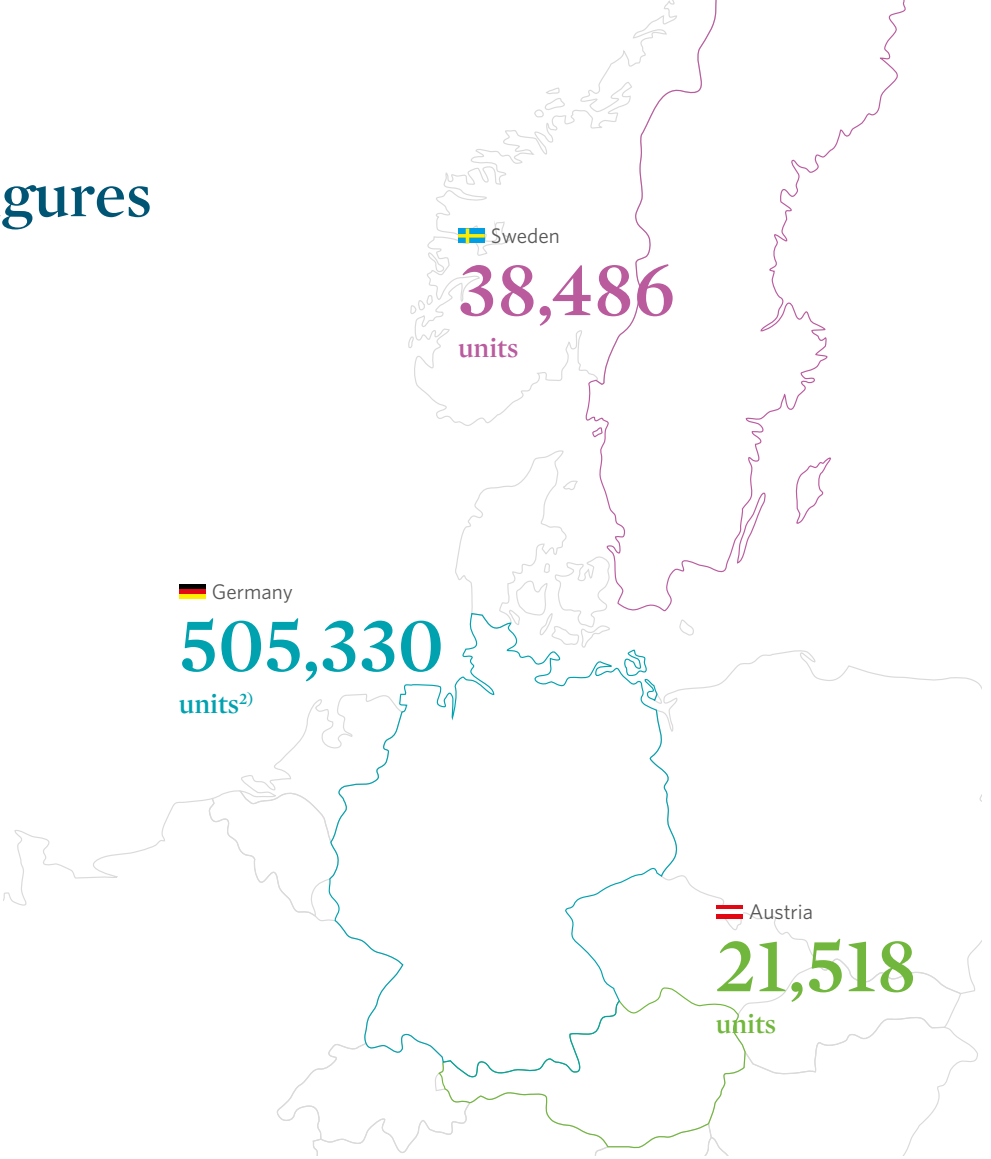 gures
Sweden
38,486
units
Germany
505,330
units²⁾
Austria
21,518
units